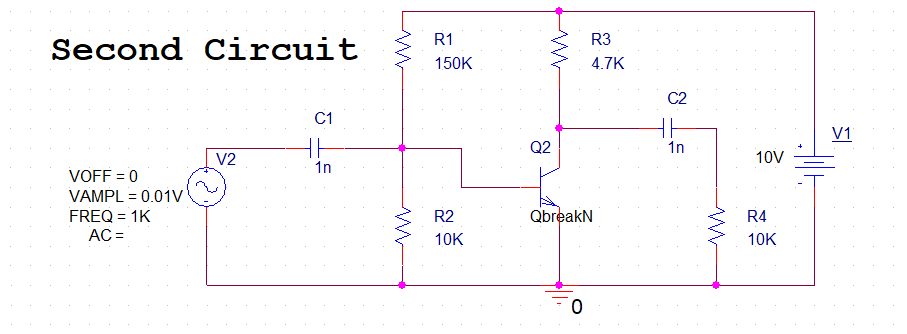 Second Circuit
R1
150K
R3
4.7K
C1
1n
C2
1n
V2
VOFF = 0
VAMPL = 0.01V
FREQ = 1K
AC =
Q2
QbreakN
V1
10V
R2
10K
R4
10K
0